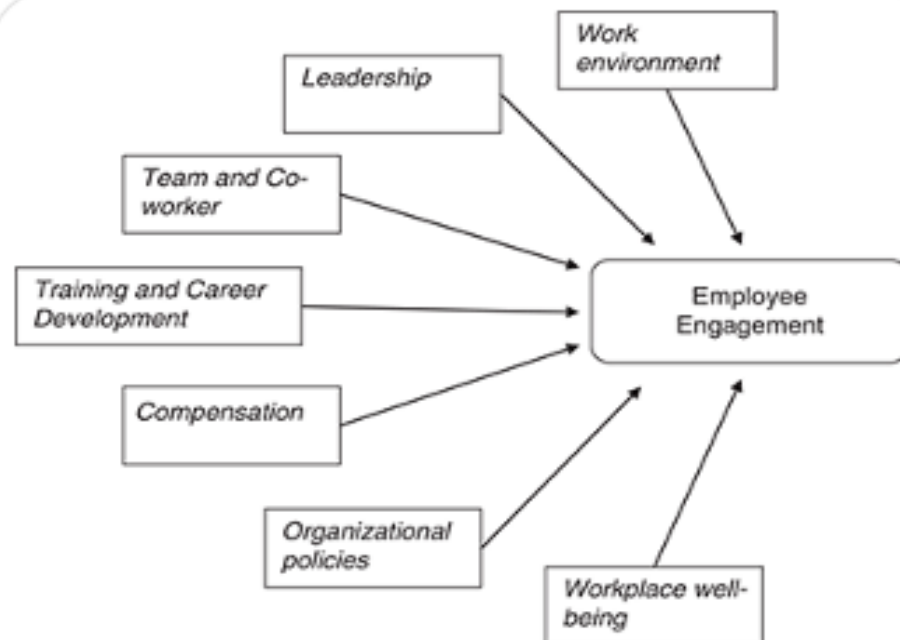 Work
environment
Leadership
Team and Co-
worker
Training and Career
Development
Employee
Engagement
Compensation
Organizational
policies
Workplace well-
being